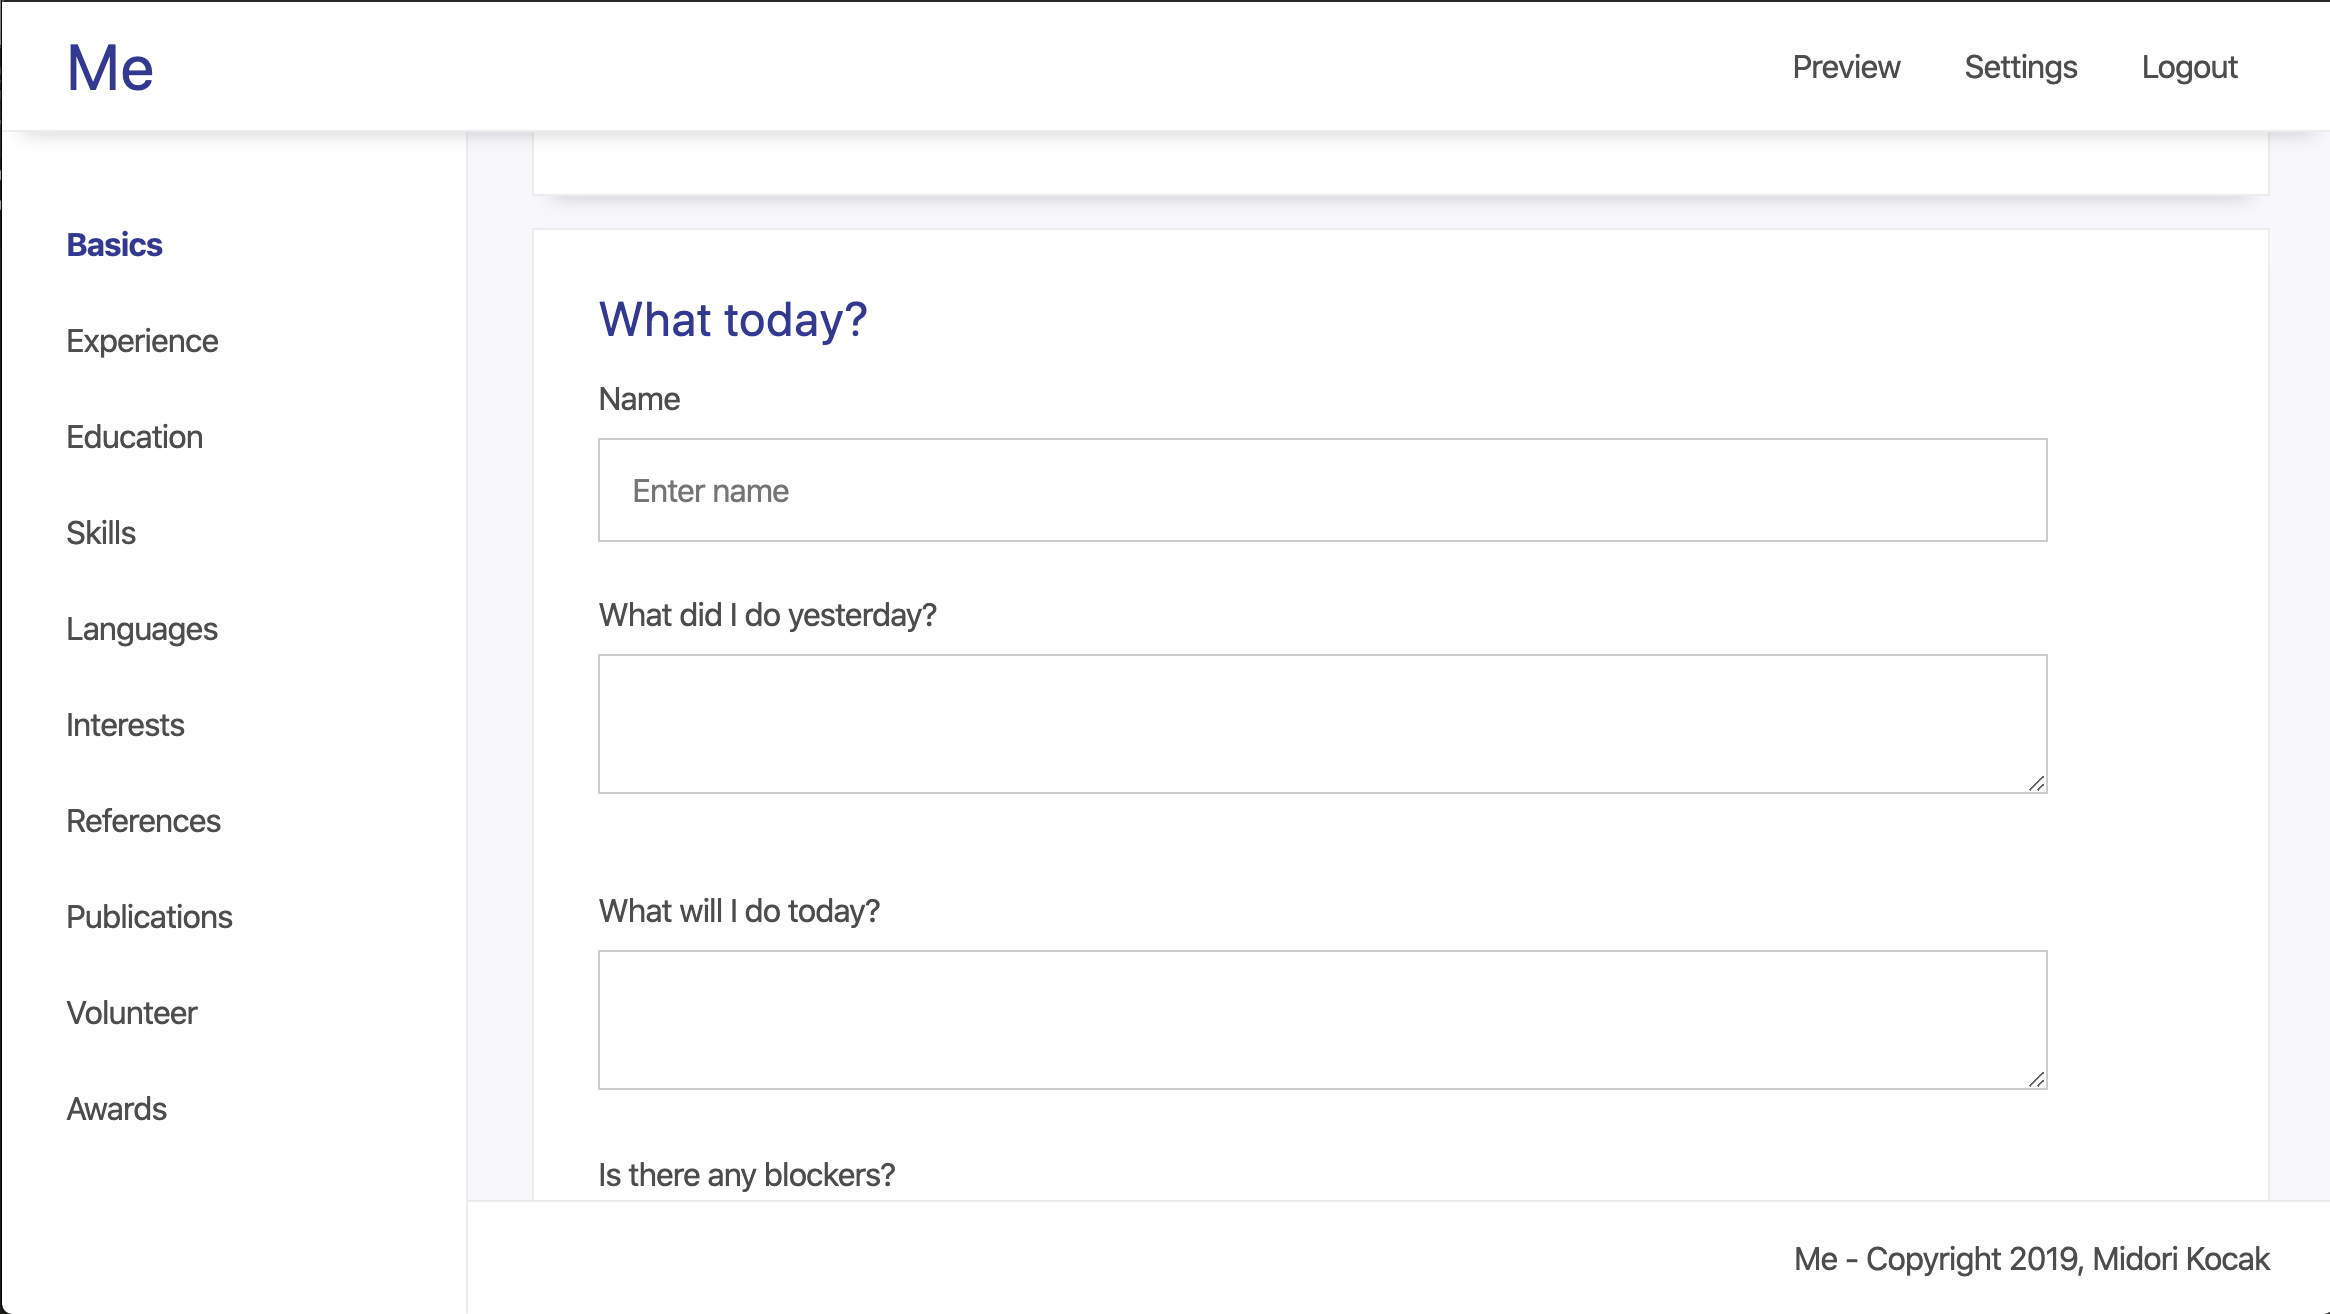 Me
Preview
Settings
Logout
Basics
Experience
Education
Skills
Languages
Interests
References
Publications
Volunteer
Awards
What today?
Name
Enter name
What did I do yesterday?
What will I do today?
Is there any blockers?
Me - Copyright 2019, Midori Kocak